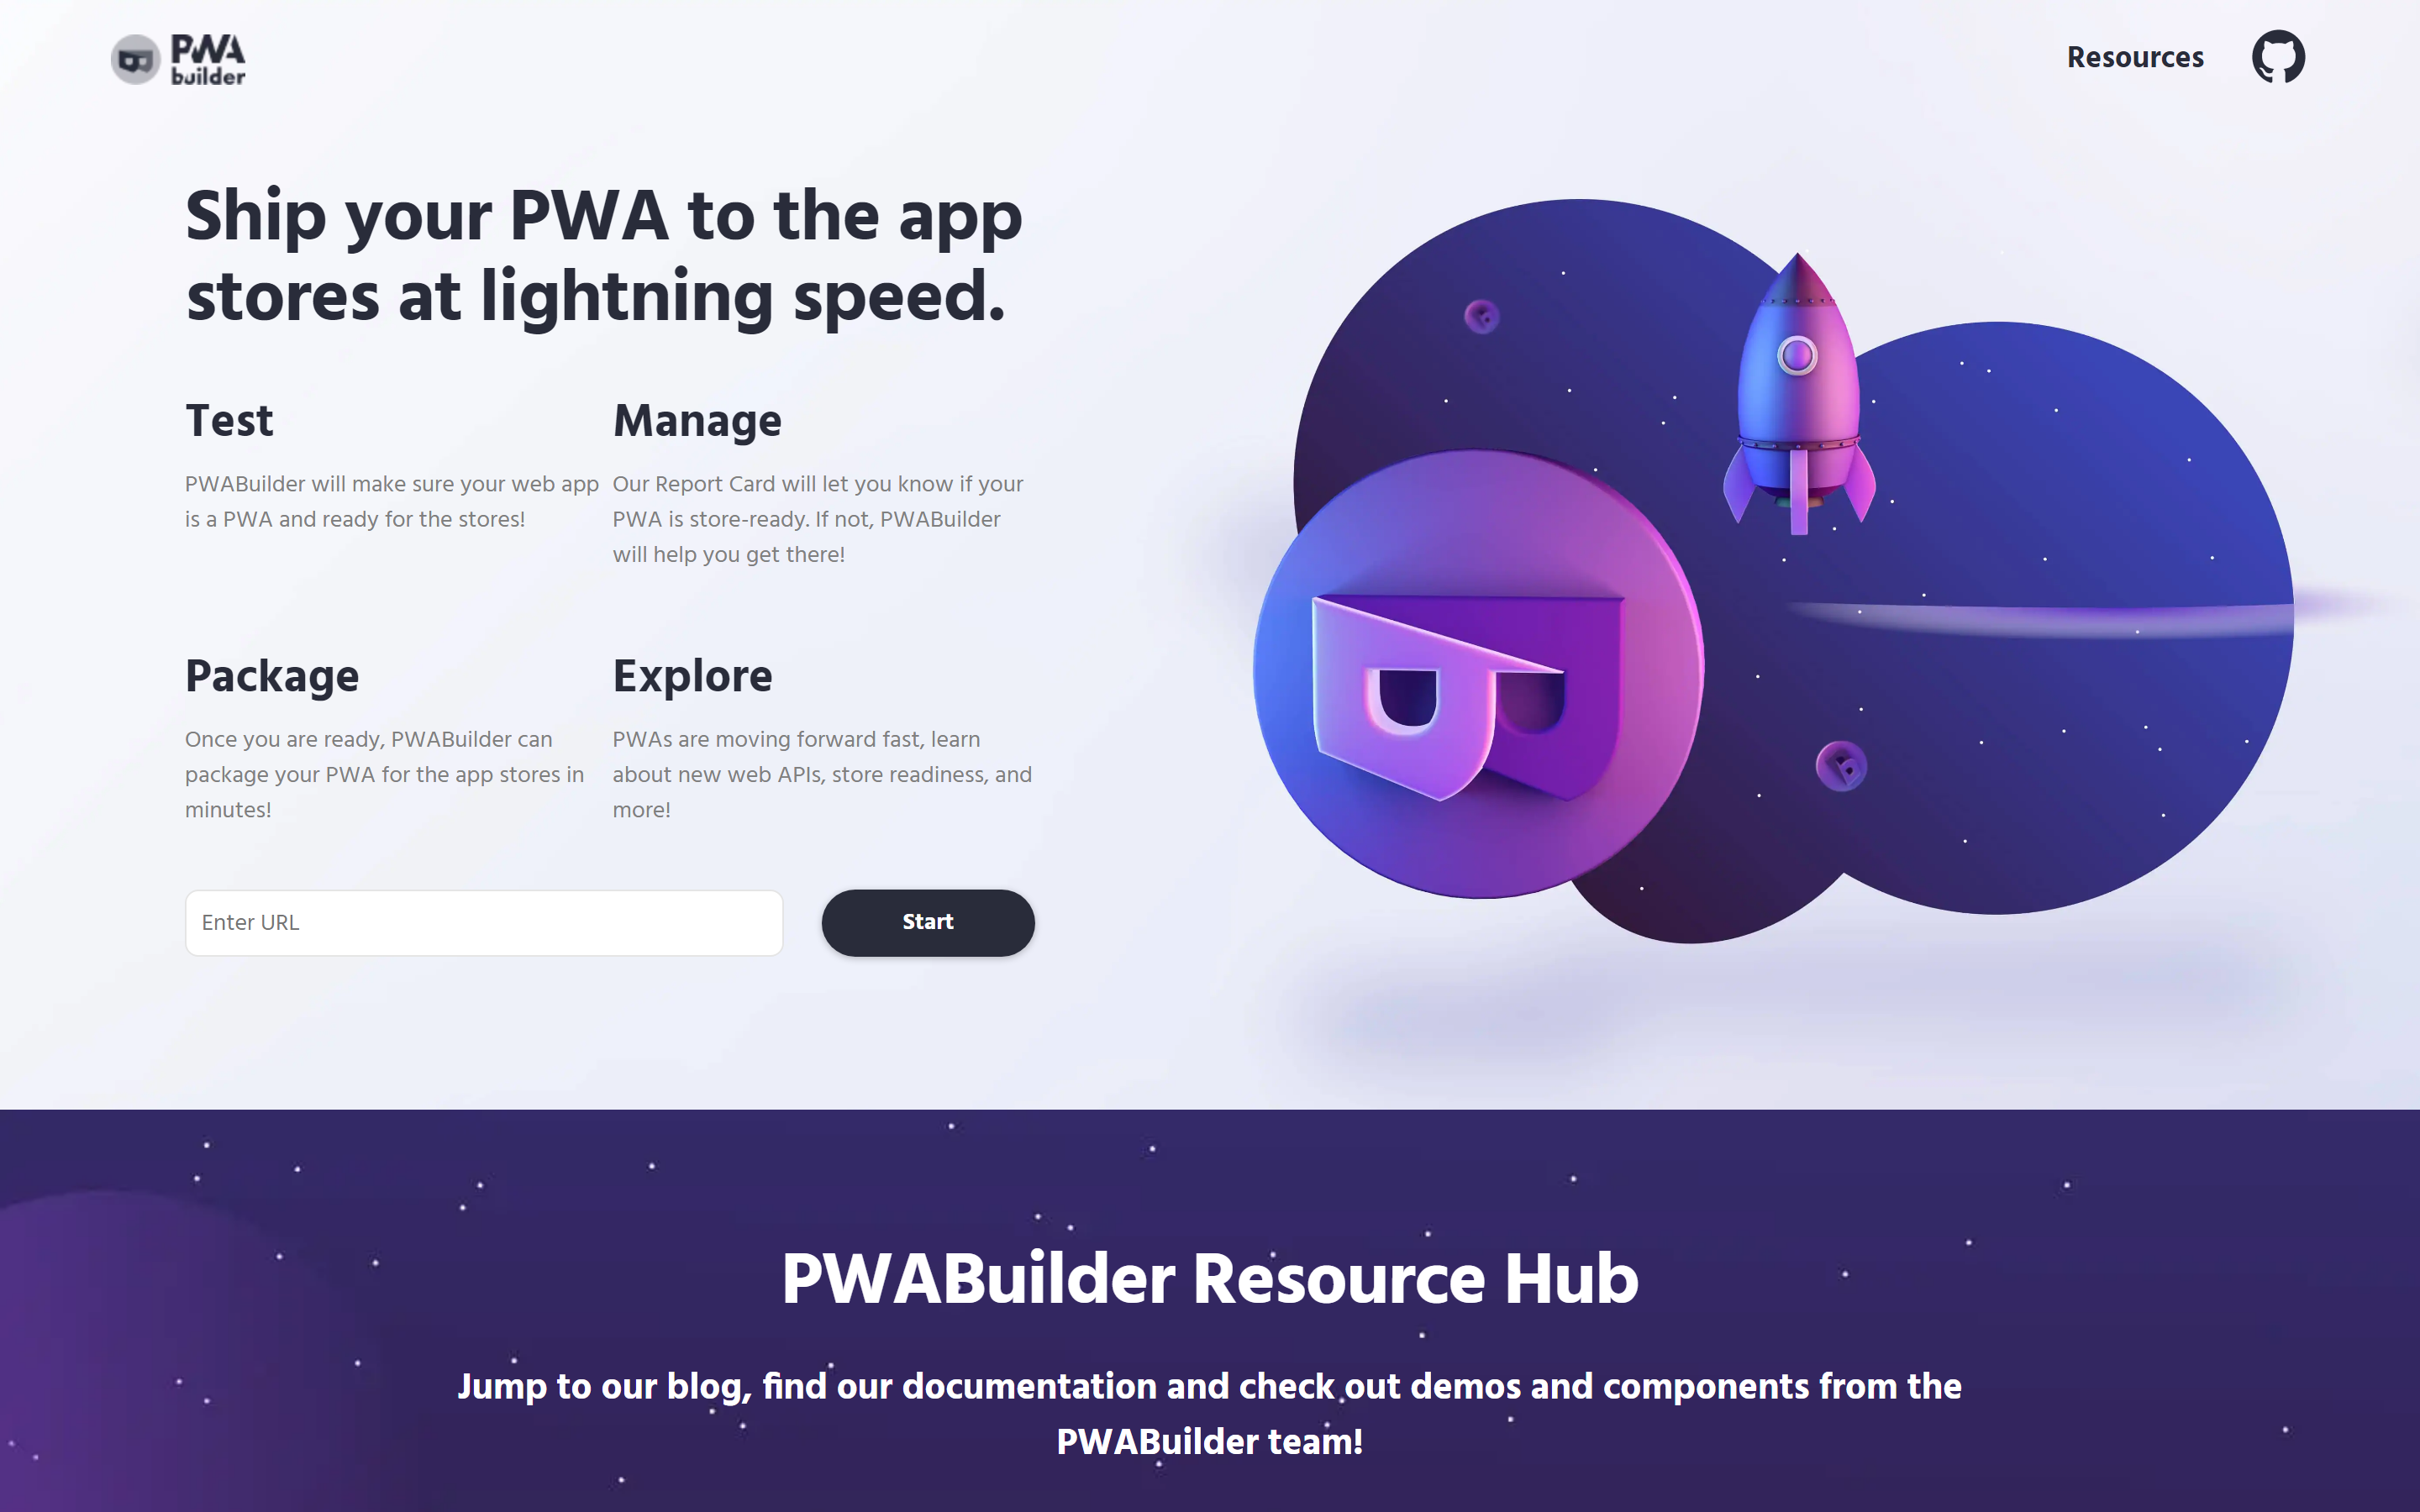 PWA
builder
Resources
Ship your PWA to the app
stores at lightning speed.
Test
PWABuilder will make sure your web app
is a PWA and ready for the stores!
Manage
Our Report Card will let you know if your
PWA is store-ready. If not, PWABuilder
will help you get there!
Package
Once you are ready, PWABuilder can
package your PWA for the app stores in
minutes!
Explore
PWAs are moving forward fast, learn
about new web APIs, store readiness, and
more!
Enter URL
Start
PWABuilder Resource Hub
Jump to our blog, find our documentation and check out demos and components from the
PWABuilder team!